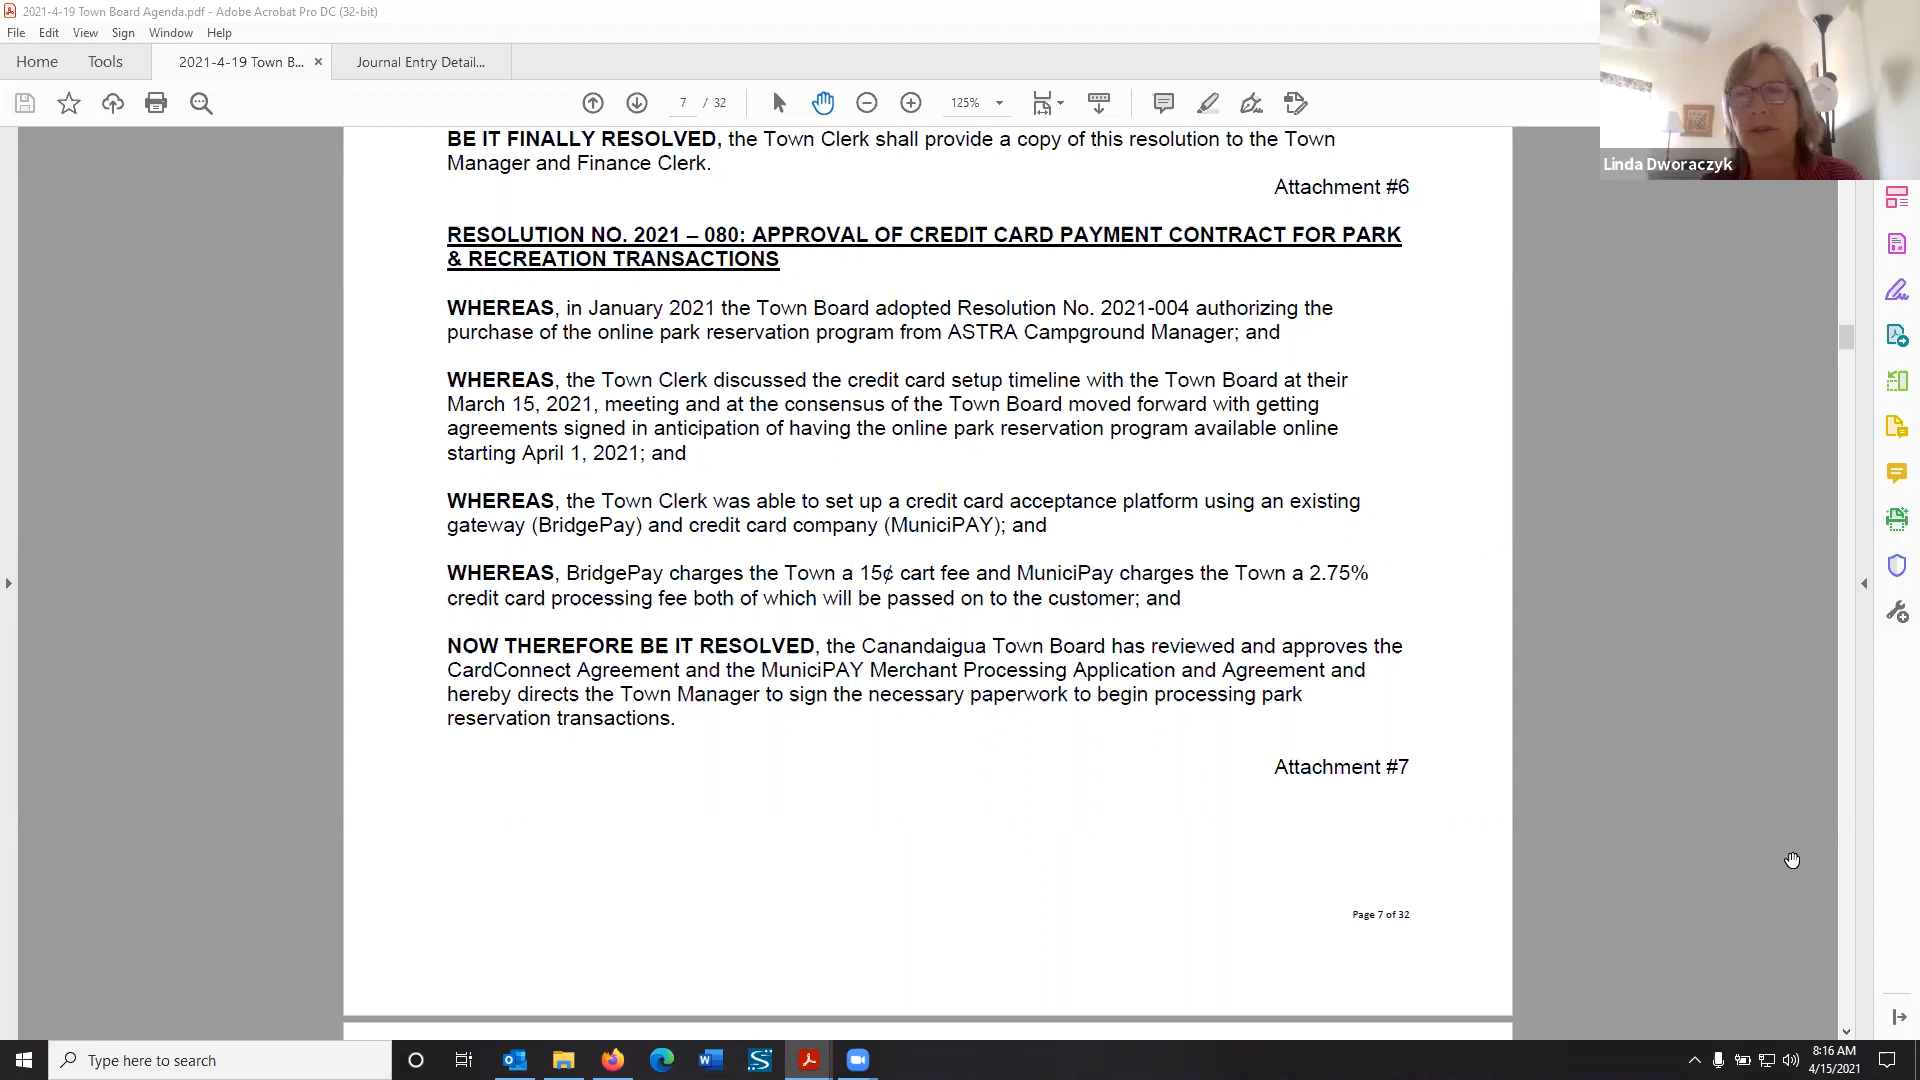 2021-4-19 Town Board Agenda.pdf - Adobe Acrobat Pro DC (32-bit)
File Edit View Sign Window Help
Home Tools 2021-4-19 Town B... × Journal Entry Detail...
7 / 32 125%
Linda Dworaczyk
BE IT FINALLY RESOLVED, the Town Clerk shall provide a copy of this resolution to the Town
Manager and Finance Clerk.
Attachment #6
RESOLUTION NO. 2021 – 080: APPROVAL OF CREDIT CARD PAYMENT CONTRACT FOR PARK
& RECREATION TRANSACTIONS
WHEREAS, in January 2021 the Town Board adopted Resolution No. 2021-004 authorizing the
purchase of the online park reservation program from ASTRA Campground Manager; and
WHEREAS, the Town Clerk discussed the credit card setup timeline with the Town Board at their
March 15, 2021, meeting and at the consensus of the Town Board moved forward with getting
agreements signed in anticipation of having the online park reservation program available online
starting April 1, 2021; and
WHEREAS, the Town Clerk was able to set up a credit card acceptance platform using an existing
gateway (BridgePay) and credit card company (MuniciPAY); and
WHEREAS, BridgePay charges the Town a 15¢ cart fee and MuniciPay charges the Town a 2.75%
credit card processing fee both of which will be passed on to the customer; and
NOW THEREFORE BE IT RESOLVED, the Canandaigua Town Board has reviewed and approves the
CardConnect Agreement and the MuniciPAY Merchant Processing Application and Agreement and
hereby directs the Town Manager to sign the necessary paperwork to begin processing park
reservation transactions.
Attachment #7
Page 7 of 32
Type here to search
8:16 AM
4/15/2021